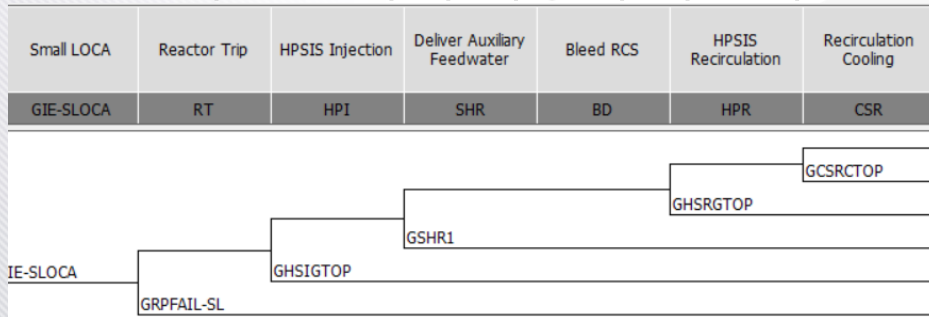 Small LOCA
Reactor Trip
HPSIS Injection
Deliver Auxiliary
Feedwater
Bleed RCS
HPSIS
Recirculation
Recirculation
Cooling
GIE-SLOCA
RT
HPI
SHR
BD
HPR
CSR
GCSRCTOP
GHSRGTOP
GSHR1
IE-SLOCA
GHSIGTOP
GRPFAIL-SL